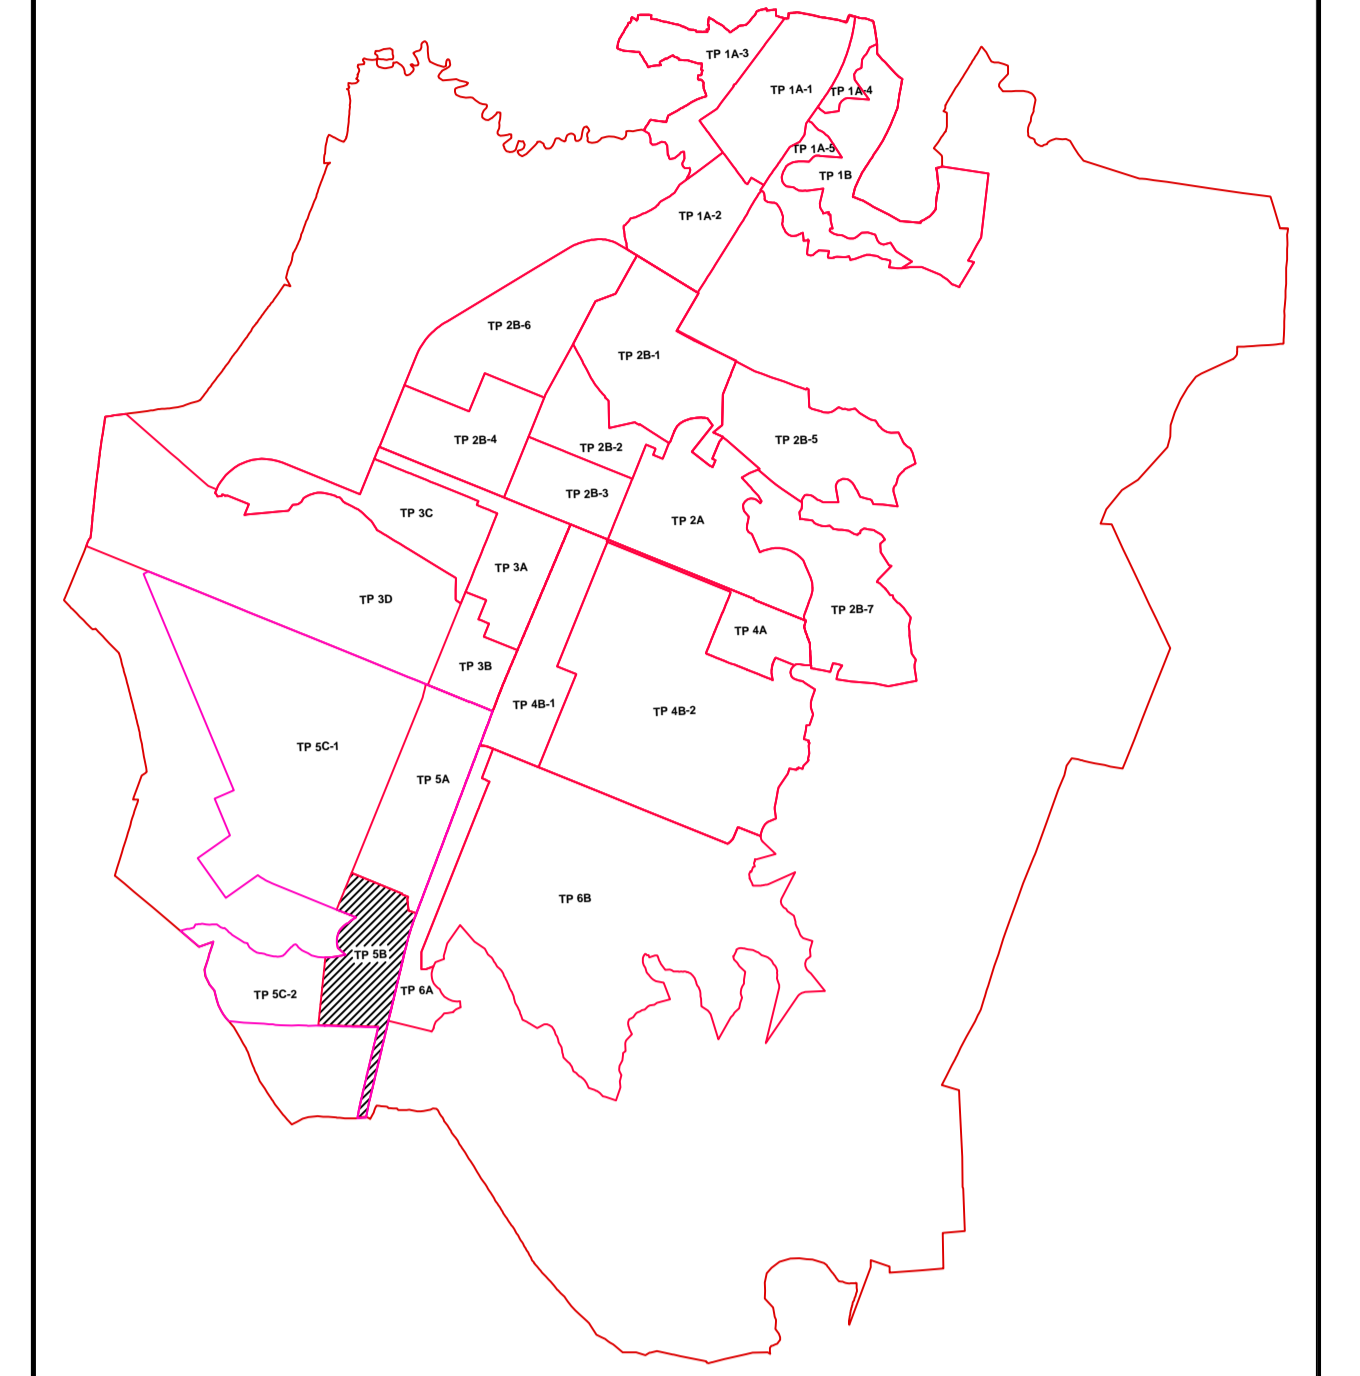 TP 1A-3
TP 1A-1
TP 1A-4
TP 1A-5
TP 1B
TP 1A-2
TP 2B-6
TP 2B-1
TP 2B-4
TP 2B-2
TP 2B-5
TP 2B-3
TP 3C
TP 2A
TP 3A
TP 3D
TP 2B-7
TP 4A
TP 3B
TP 4B-1
TP 4B-2
TP 5C-1
TP 5A
TP 6B
TP 5B
TP 5C-2
TP 6A